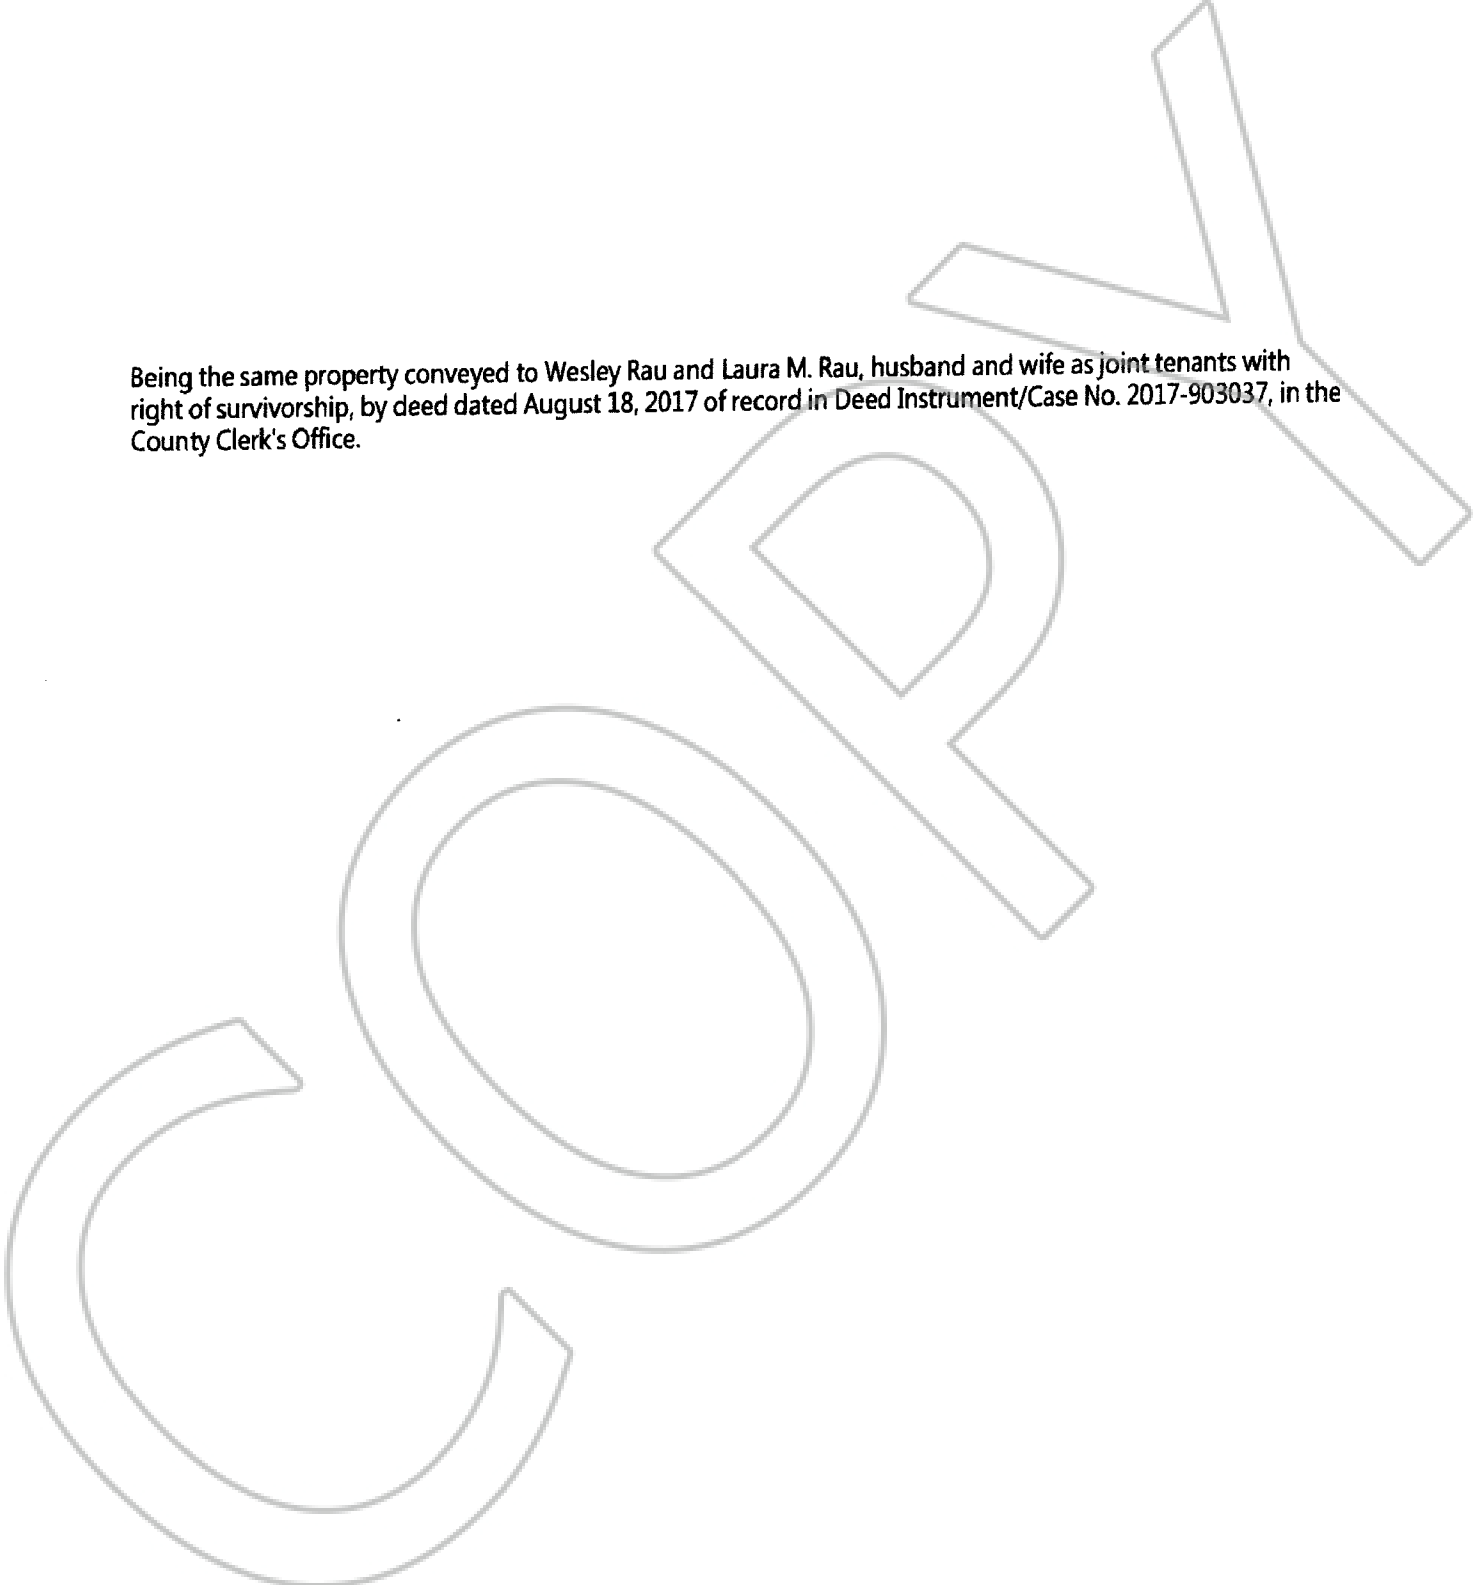 Being the same property conveyed to Wesley Rau and Laura M. Rau, husband and wife as joint tenants with
right of survivorship, by deed dated August 18, 2017 of record in Deed Instrument/Case No. 2017-903037, in the
County Clerk's Office.
COPY